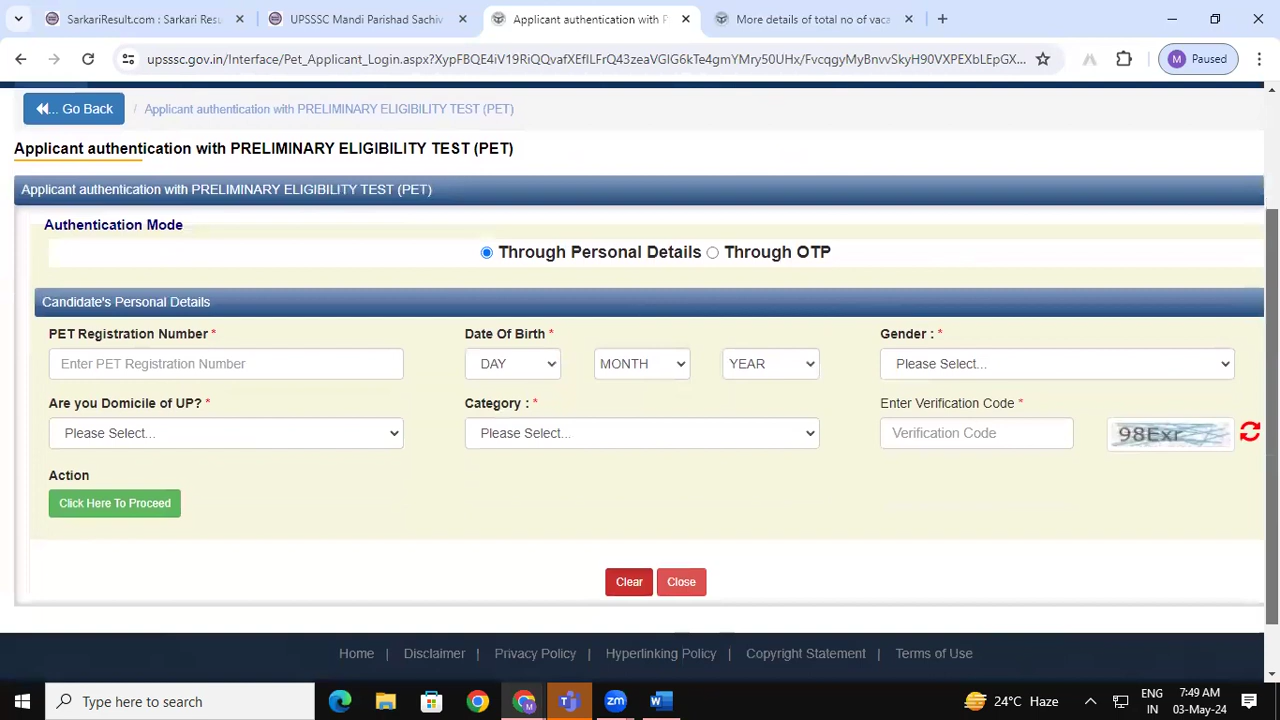 SarkariResult.com : Sarkari Resu
UPSSSC Mandi Parishad Sachiv
Applicant authentication with P
More details of total no of vaca
upsssc.gov.in/Interface/Pet_Applicant_Login.aspx?XypFBQE4iV19RiQQvafXEfILFrQ43zeaVGlG6kTe4gmYMry50UHx/FvcqgyMyBnvvSkyH90VXPEXbLEpGX...
M Paused
... Go Back / Applicant authentication with PRELIMINARY ELIGIBILITY TEST (PET)
Applicant authentication with PRELIMINARY ELIGIBILITY TEST (PET)
Applicant authentication with PRELIMINARY ELIGIBILITY TEST (PET)
Authentication Mode
Through Personal Details Through OTP
Candidate's Personal Details
PET Registration Number * Date Of Birth * Gender : *
Enter PET Registration Number DAY MONTH YEAR Please Select...
Are you Domicile of UP? * Category : * Enter Verification Code *
Please Select... Please Select... Verification Code 98Exr
Action
Click Here To Proceed
Clear Close
Home | Disclaimer | Privacy Policy | Hyperlinking Policy | Copyright Statement | Terms of Use
Type here to search
24°C Haze
ENG
IN
7:49 AM
03-May-24